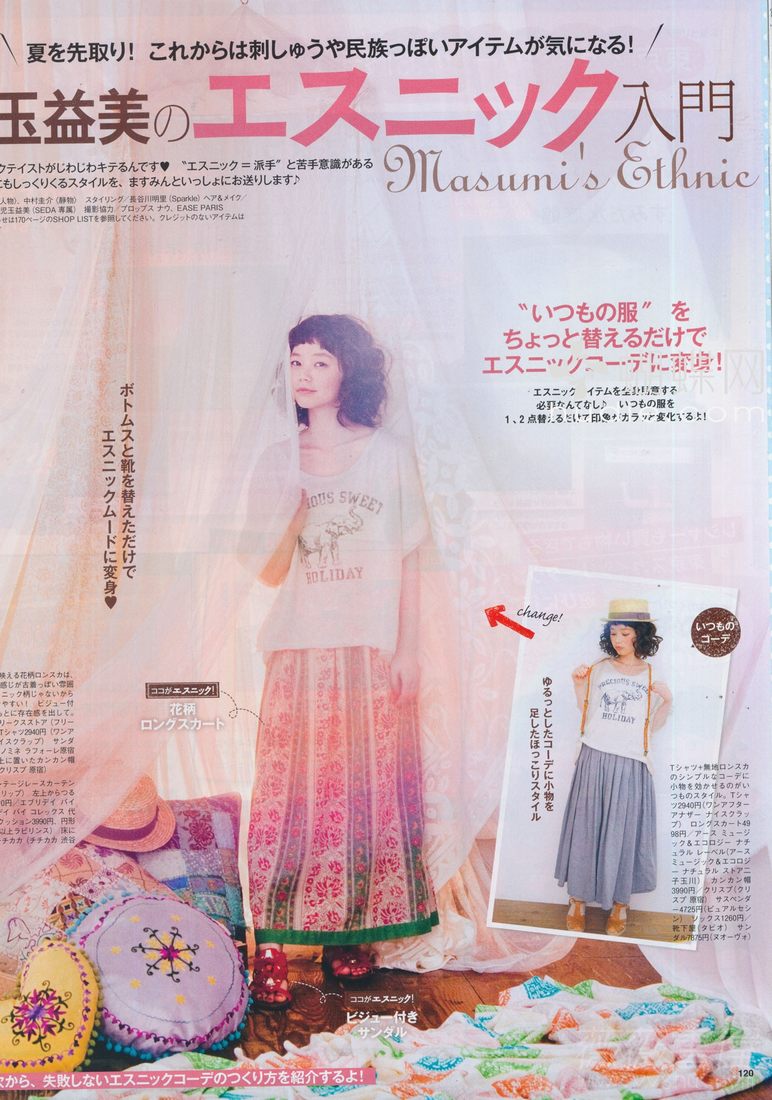 夏を先取り! これからは刺しゅうや民族っぽいアイテムが気になる!
玉益美のエスニック入門
Masumi's Ethnic
クテイストがじわじわキテるんです♥ “エスニック=派手”と苦手意識がある
にもしっくりくるスタイルを、ますみんといっしょにお送りします♪
人物)、中村圭介(静物) スタイリング/長谷川明里(Sparkle) ヘア&メイク/
児玉益美(SEDA専属) 撮影協力/プロップス ナウ、EASE PARIS
せは170ページのSHOP LISTを参照してください。クレジットのないアイテムは
“いつもの服” を
ちょっと替えるだけで
エスニックコーデに変身!
エスニックアイテムを全身用意する
必要なんてなし♪ いつもの服を
1、2点替えるだけで印象がガラッと変化するよ!
ボトムスと靴を替えただけで
エスニックムードに変身♥
PRECIOUS SWEET
HOLIDAY
change!
いつもの
コーデ
PRECIOUS SWEET
HOLIDAY
ゆるっとしたコーデに小物を
足したほっこりスタイル
ココがエスニック!
花柄
ロングスカート
映える花柄ロンスカは、
感じが古着っぽい雰囲
ニック柄じゃないから
やすい! ビジュー付
もとに存在感を出して。
リークスストア(フリー
Tシャツ2940円(ワンア
イスクラップ) サンダ
ノミネ ラフォーレ原宿
上に置いたカンカン帽
クリスプ 原宿)
テージレースカーテン
リップ) 左上からつる
0円/エブリデイ バイ
デイ バイ コレックス 代
クッション3990円、円形
以上ラビリンス) 床に
チチカカ(チチカカ 渋谷
Tシャツ+無地ロンスカ
のシンプルなコーデに
小物を効かせるのがい
つものスタイル。Tシャ
ツ2940円(ワンアフター
アナザー ナイスクラッ
プ) ロングスカート49
98円/アース ミュージ
ック&エコロジー ナチ
ュラル レーベル(アース
ミュージック&エコロジ
ー ナチュラル ストア二
子玉川) カンカン帽
3990円/クリスプ(クリ
スプ 原宿) サスペンダ
ー4725円(ピュアルセシ
ン) ソックス1260円/
靴下屋(タビオ) サン
ダル7875円(ヌオーヴォ)
ココがエスニック!
ビジュー付き
サンダル
次から、失敗しないエスニックコーデのつくり方を紹介するよ!
120